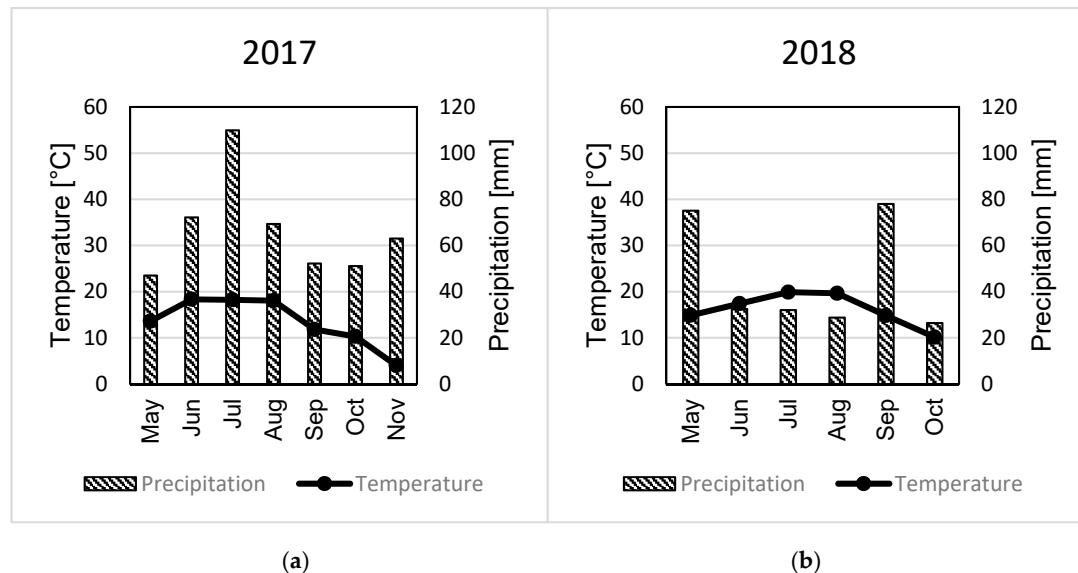 2017
Temperature [°C]
60
50
40
30
20
10
0
120
100
80
60
40
20
0
Precipitation [mm]
May
Jun
Jul
Aug
Sep
Oct
Nov
Precipitation
Temperature
(a)
2018
Temperature [°C]
60
50
40
30
20
10
0
120
100
80
60
40
20
0
Precipitation [mm]
May
Jun
Jul
Aug
Sep
Oct
Precipitation
Temperature
(b)